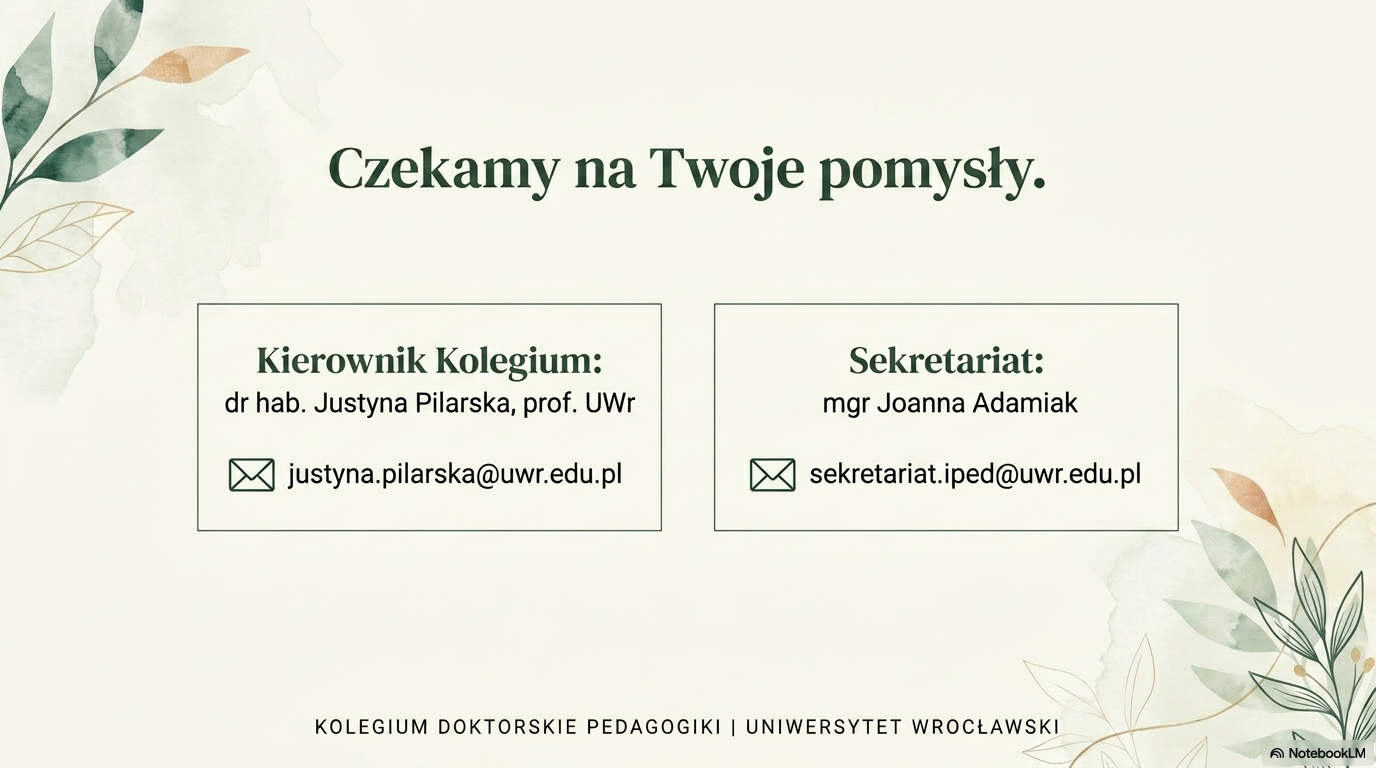 Czekamy na Twoje pomysły.
Kierownik Kolegium:
dr hab. Justyna Pilarska, prof. UWr
justyna.pilarska@uwr.edu.pl
Sekretariat:
mgr Joanna Adamiak
sekretariat.iped@uwr.edu.pl
KOLEGIUM DOKTORSKIE PEDAGOGIKI | UNIWERSYTET WROCŁAWSKI
NotebookLM